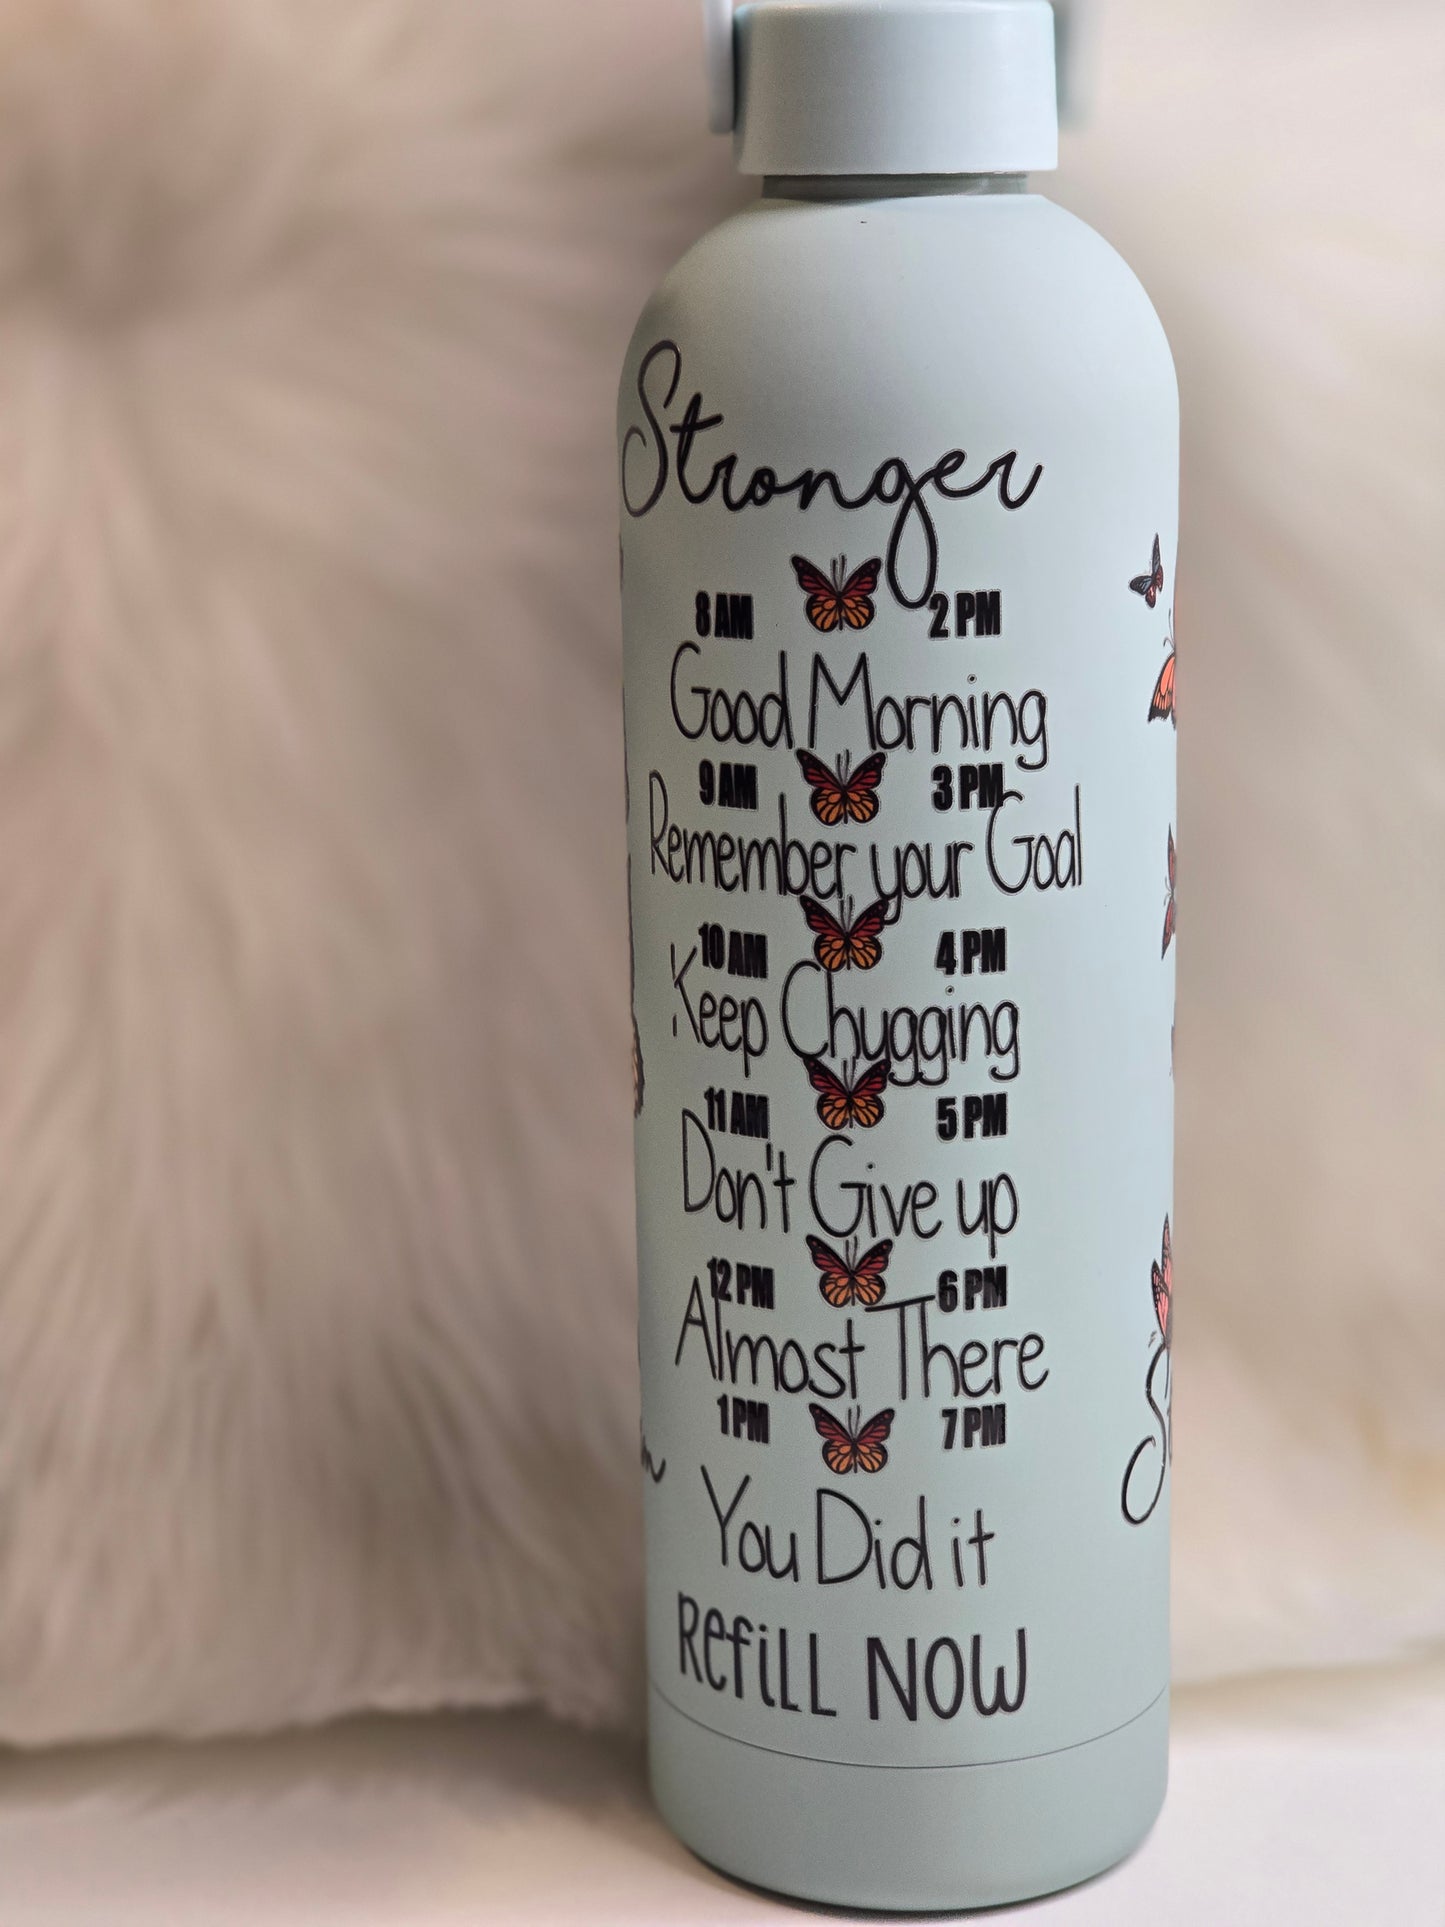 Stronger
8 AM 2 PM
Good Morning
9 AM 3 PM
Remember your Goal
10 AM 4 PM
Keep Chugging
11 AM 5 PM
Don't Give up
12 PM 6 PM
Almost There
1 PM 7 PM
You Did it
Refill NOW